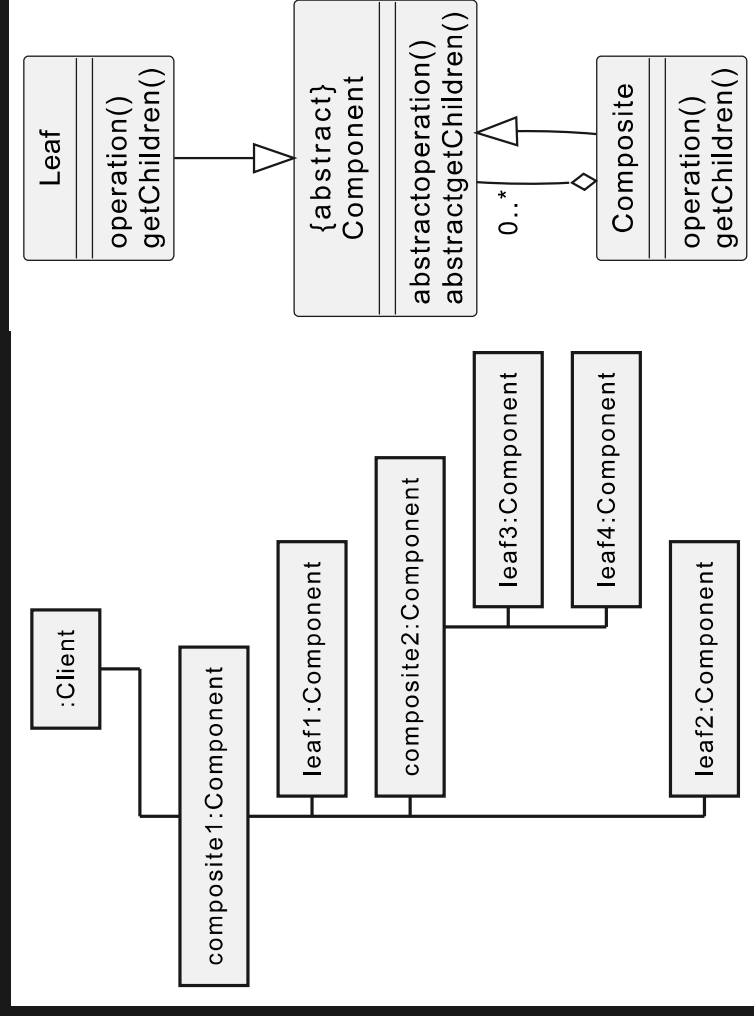 Leaf
operation()
getChildren()
{abstract}
Component
abstractoperation()
abstractgetChildren()
0..*
Composite
operation()
getChildren()
:Client
composite1:Component
leaf1:Component
composite2:Component
leaf3:Component
leaf4:Component
leaf2:Component